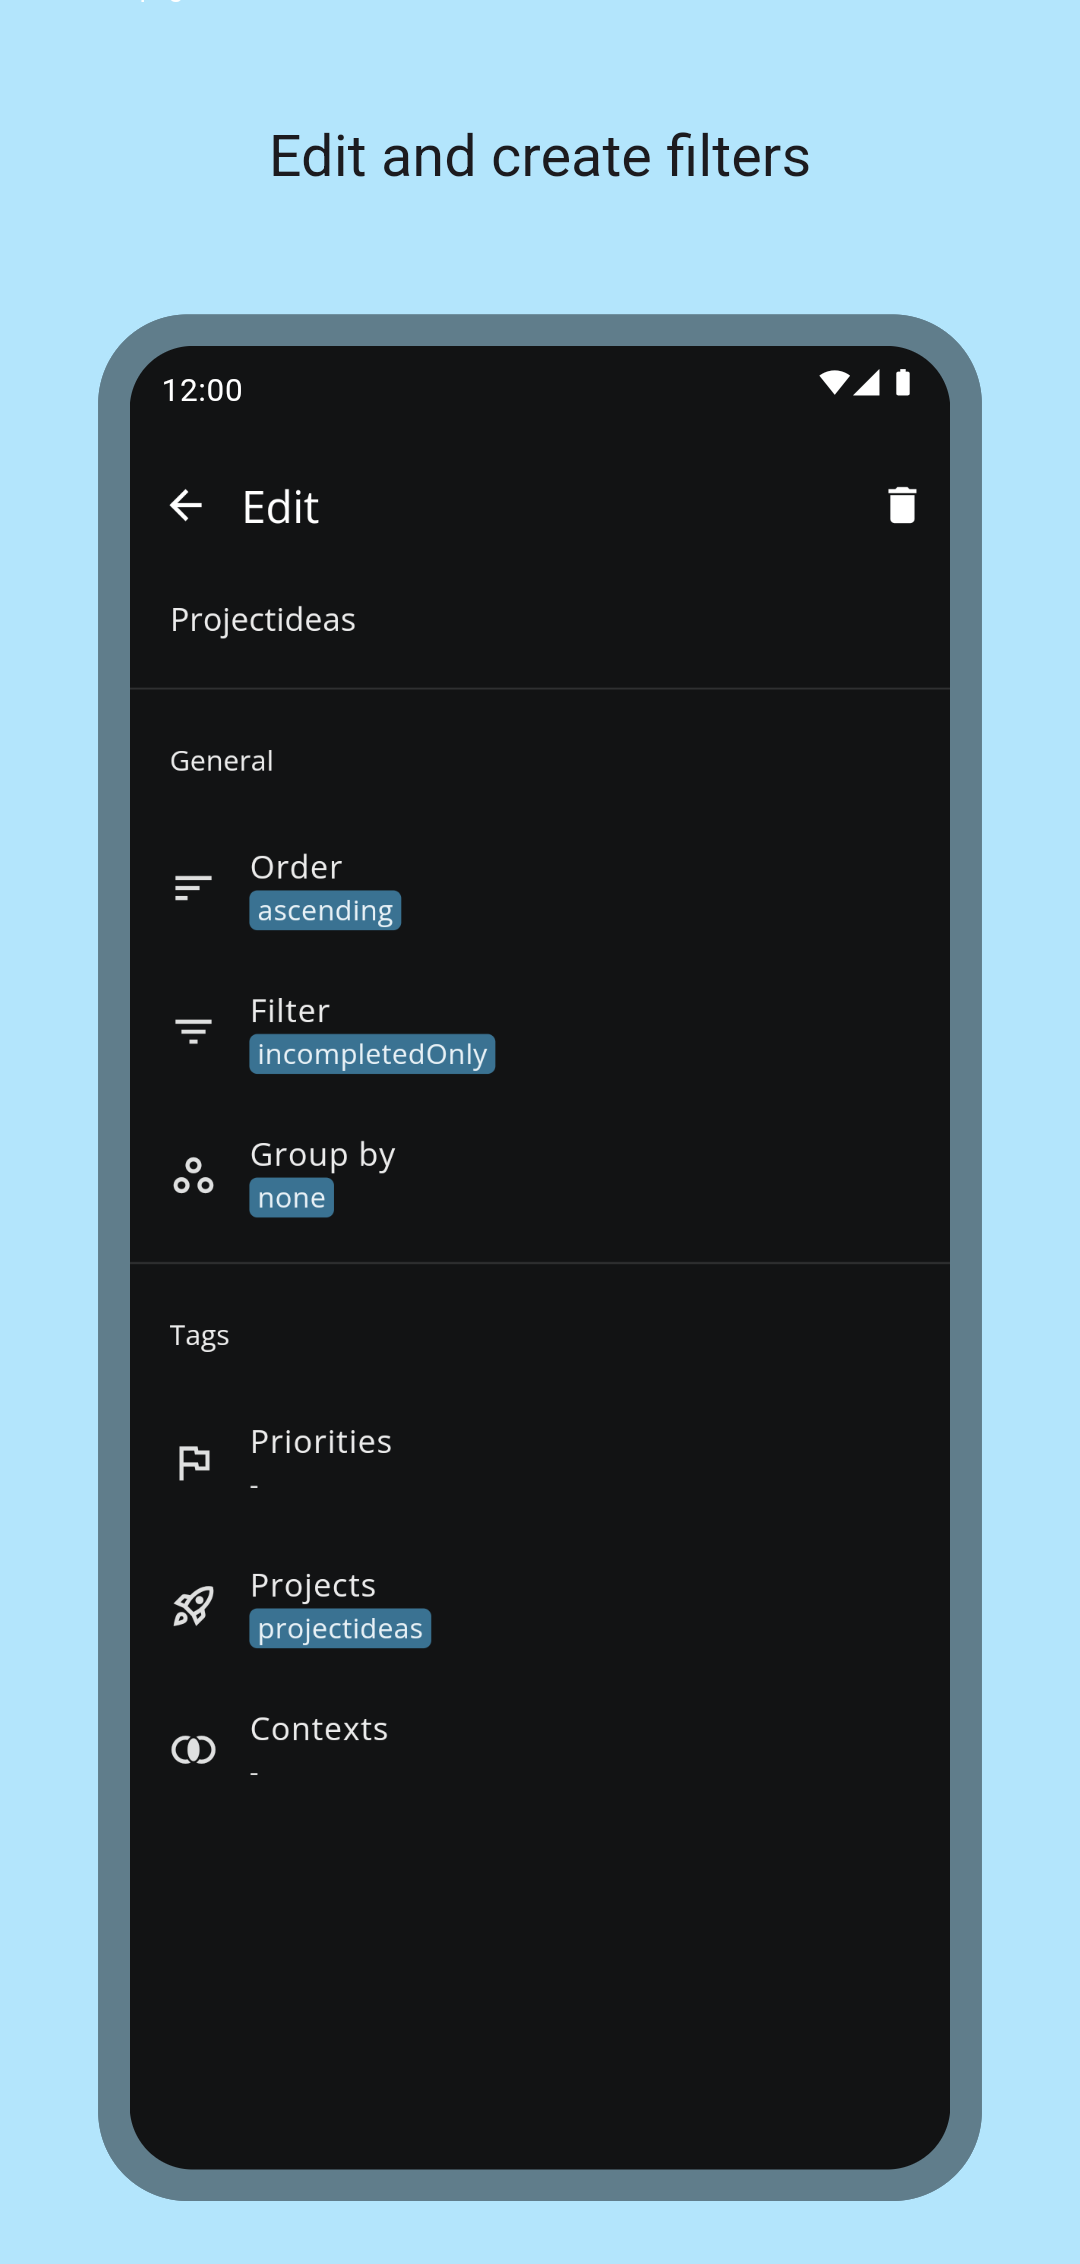 Edit and create filters
12:00
Edit
Projectideas
General
Order
ascending
Filter
incompletedOnly
Group by
none
Tags
Priorities
-
Projects
projectideas
Contexts
-